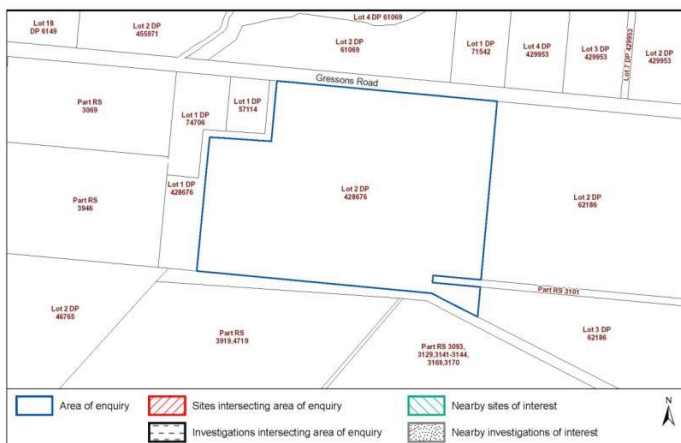 Lot 18
DP 6149
Lot 2 DP
455971
Lot 4 DP 61069
Lot 2 DP
61069
Lot 1 DP
71542
Lot 4 DP
429953
Lot 3 DP
429953
Lot 7 DP 429953
Lot 2 DP
429953
Gressons Road
Part RS
3069
Lot 1 DP
74706
Lot 1 DP
57114
Lot 1 DP
428676
Lot 2 DP
428676
Part RS
3946
Lot 2 DP
62186
Part RS 3101
Lot 2 DP
46765
Part RS
3919,4719
Part RS 3093,
3129,3141-3144,
3169,3170
Lot 3 DP
62186
Area of enquiry
Sites intersecting area of enquiry
Nearby sites of interest
Investigations intersecting area of enquiry
Nearby investigations of interest
N